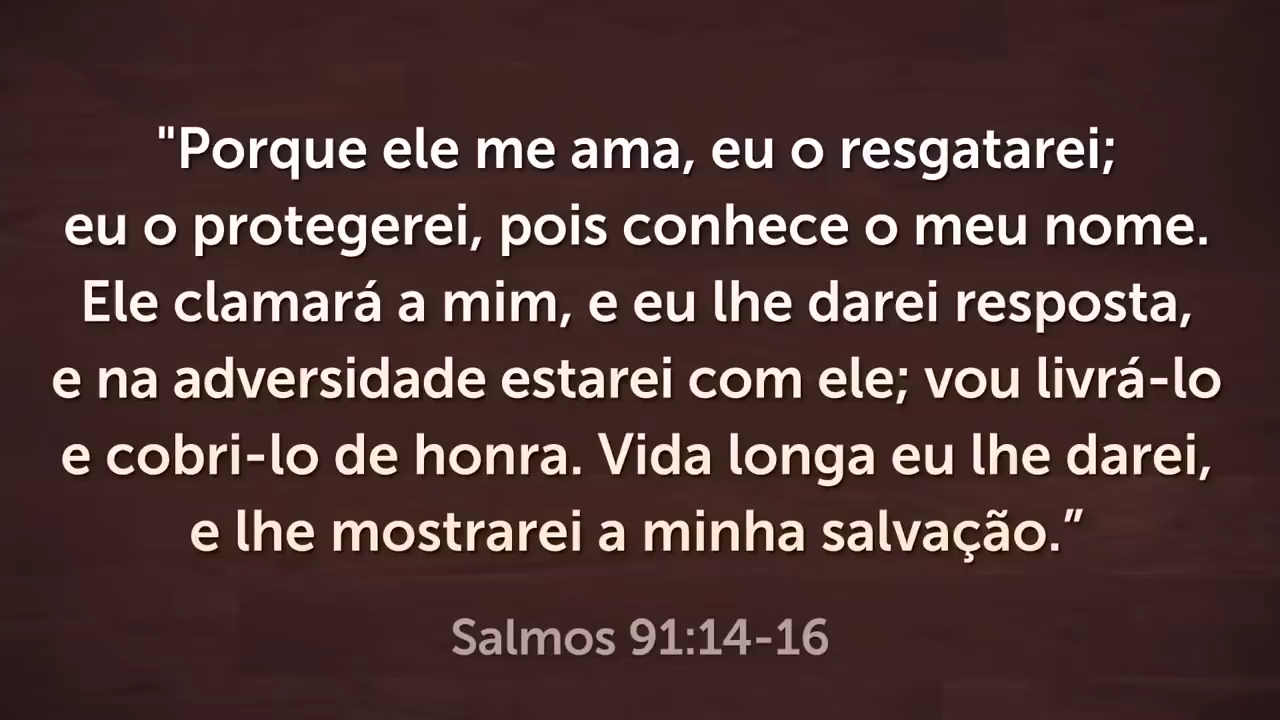 "Porque ele me ama, eu o resgatarei;
eu o protegerei, pois conhece o meu nome.
Ele clamará a mim, e eu lhe darei resposta,
e na adversidade estarei com ele; vou livrá-lo
e cobri-lo de honra. Vida longa eu lhe darei,
e lhe mostrarei a minha salvação.”
Salmos 91:14-16